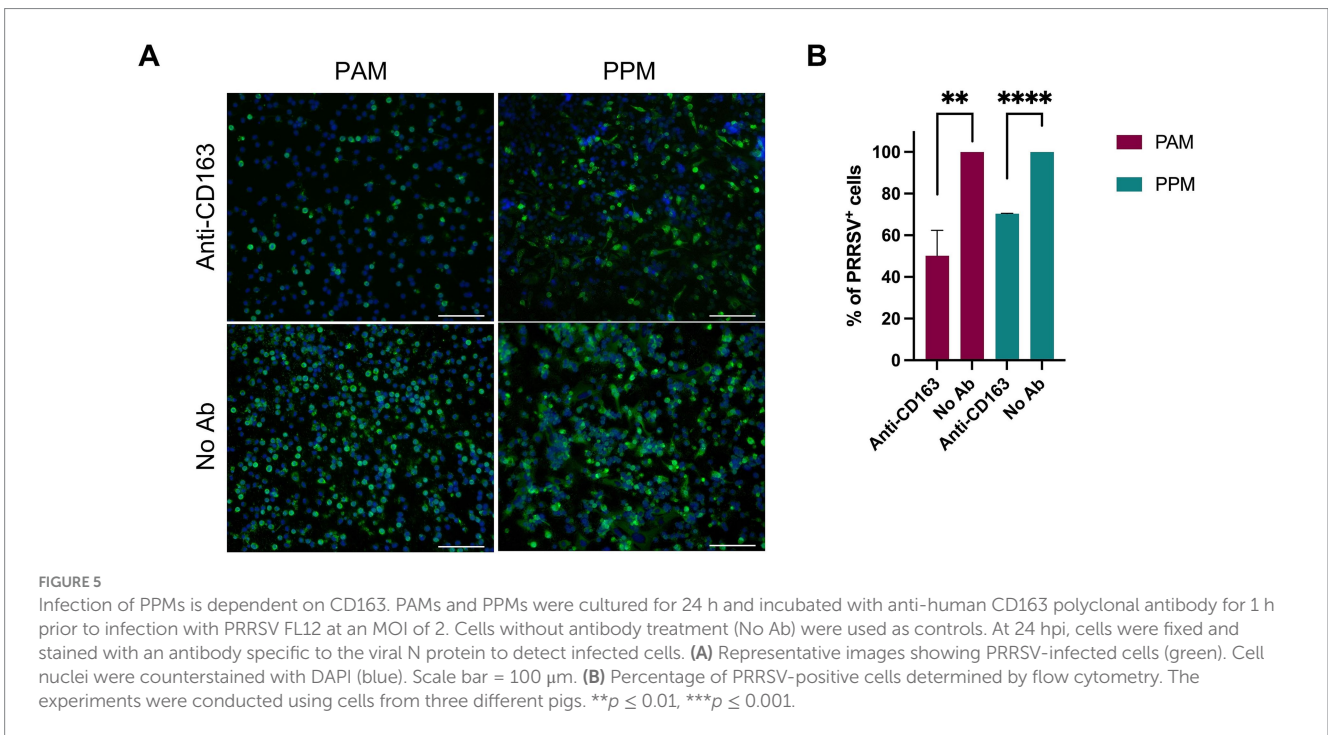 A
PAM
PPM
Anti-CD163
No Ab
B
**
****
% of PRRSV⁺ cells
100
80
60
40
20
0
Anti-CD163
No Ab
Anti-CD163
No Ab
PAM
PPM
FIGURE 5
Infection of PPMs is dependent on CD163. PAMs and PPMs were cultured for 24 h and incubated with anti-human CD163 polyclonal antibody for 1 h
prior to infection with PRRSV FL12 at an MOI of 2. Cells without antibody treatment (No Ab) were used as controls. At 24 hpi, cells were fixed and
stained with an antibody specific to the viral N protein to detect infected cells. (A) Representative images showing PRRSV-infected cells (green). Cell
nuclei were counterstained with DAPI (blue). Scale bar = 100 μm. (B) Percentage of PRRSV-positive cells determined by flow cytometry. The
experiments were conducted using cells from three different pigs. **p ≤ 0.01, ***p ≤ 0.001.